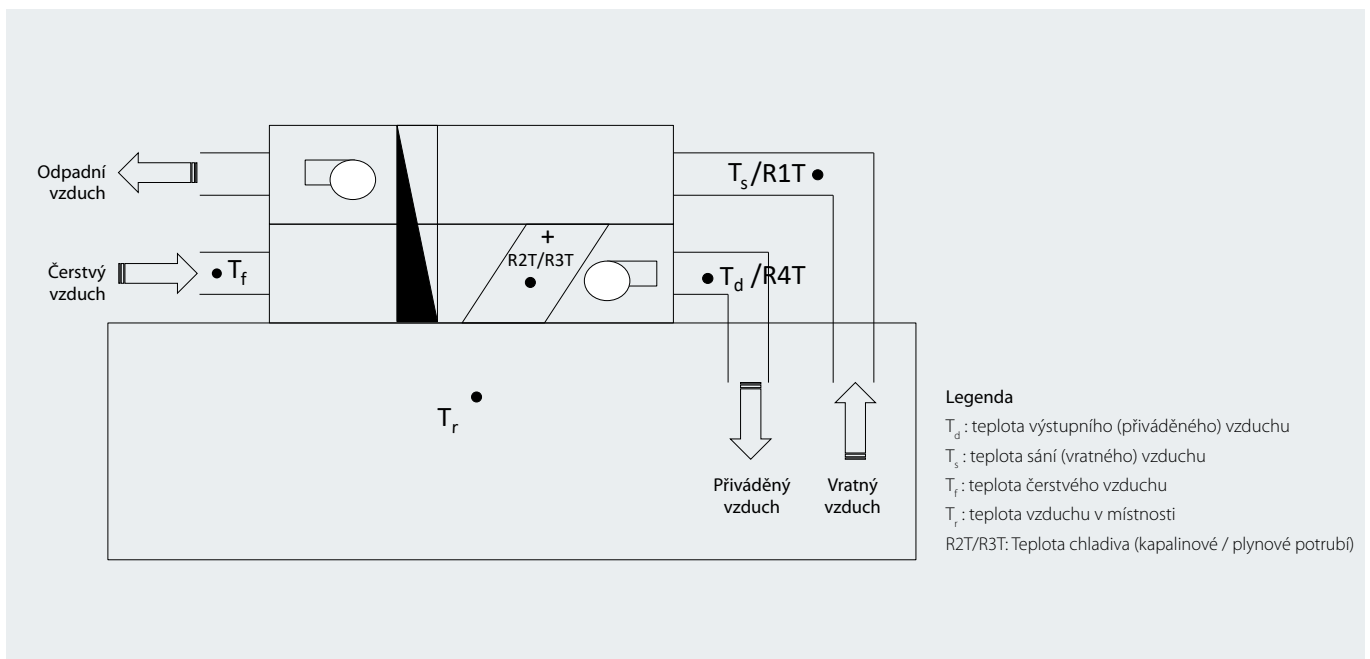 Odpadní
vzduch
T_s/R1T
Čerstvý
vzduch
T_f
+
R2T/R3T
T_d /R4T
T_r
Přiváděný
vzduch
Vratný
vzduch
Legenda
T_d : teplota výstupního (přiváděného) vzduchu
T_s : teplota sání (vratného) vzduchu
T_f : teplota čerstvého vzduchu
T_r : teplota vzduchu v místnosti
R2T/R3T: Teplota chladiva (kapalinové / plynové potrubí)